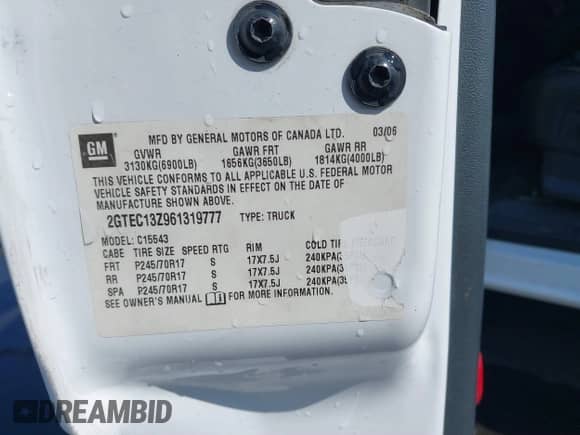 GM
MFD BY GENERAL MOTORS OF CANADA LTD. 03/06
GVWR GAWR FRT GAWR RR
3130KG(6900LB) 1656KG(3650LB) 1814KG(4000LB)
THIS VEHICLE CONFORMS TO ALL APPLICABLE U.S. FEDERAL MOTOR
VEHICLE SAFETY STANDARDS IN EFFECT ON THE DATE OF
MANUFACTURE SHOWN ABOVE.
2GTEC13Z961319777 TYPE: TRUCK
MODEL: C15543
CABE TIRE SIZE SPEED RTG RIM COLD
FRT P245/70R17 S 17X7.5J 240KPA(3
RR P245/70R17 S 17X7.5J 240KPA(3
SPA P245/70R17 S 17X7.5J 240KPA(35
SEE OWNER'S MANUAL FOR MORE INFORMATION.
DREAMBID